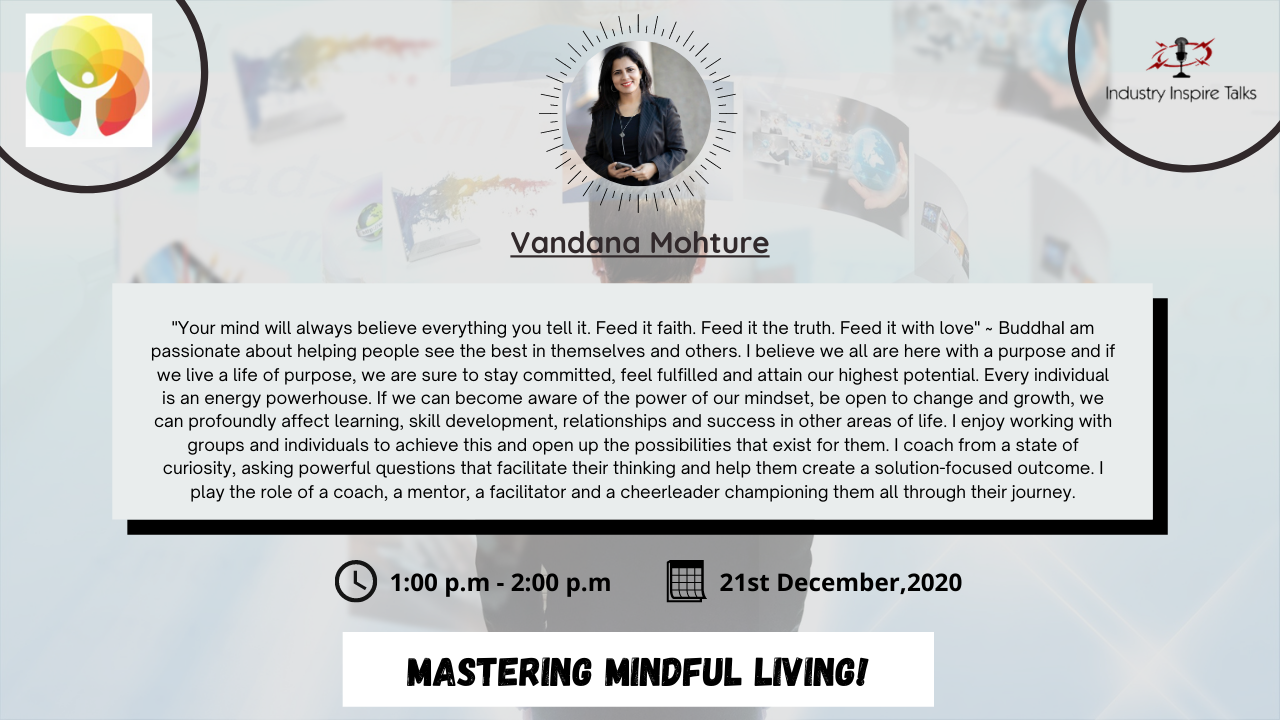 Industry Inspire Talks
Vandana Mohture
"Your mind will always believe everything you tell it. Feed it faith. Feed it the truth. Feed it with love" ~ BuddhaI am
passionate about helping people see the best in themselves and others. I believe we all are here with a purpose and if
we live a life of purpose, we are sure to stay committed, feel fulfilled and attain our highest potential. Every individual
is an energy powerhouse. If we can become aware of the power of our mindset, be open to change and growth, we
can profoundly affect learning, skill development, relationships and success in other areas of life. I enjoy working with
groups and individuals to achieve this and open up the possibilities that exist for them. I coach from a state of
curiosity, asking powerful questions that facilitate their thinking and help them create a solution-focused outcome. I
play the role of a coach, a mentor, a facilitator and a cheerleader championing them all through their journey.
1:00 p.m - 2:00 p.m
21st December,2020
MASTERING MINDFUL LIVING!